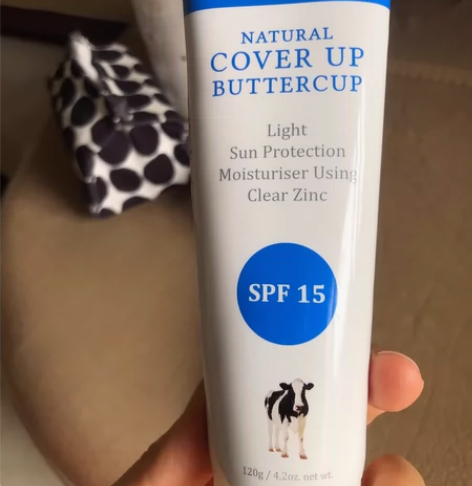 NATURAL
COVER UP
BUTTERCUP
Light
Sun Protection
Moisturiser Using
Clear Zinc
SPF 15
120g / 4.2oz. net wt.